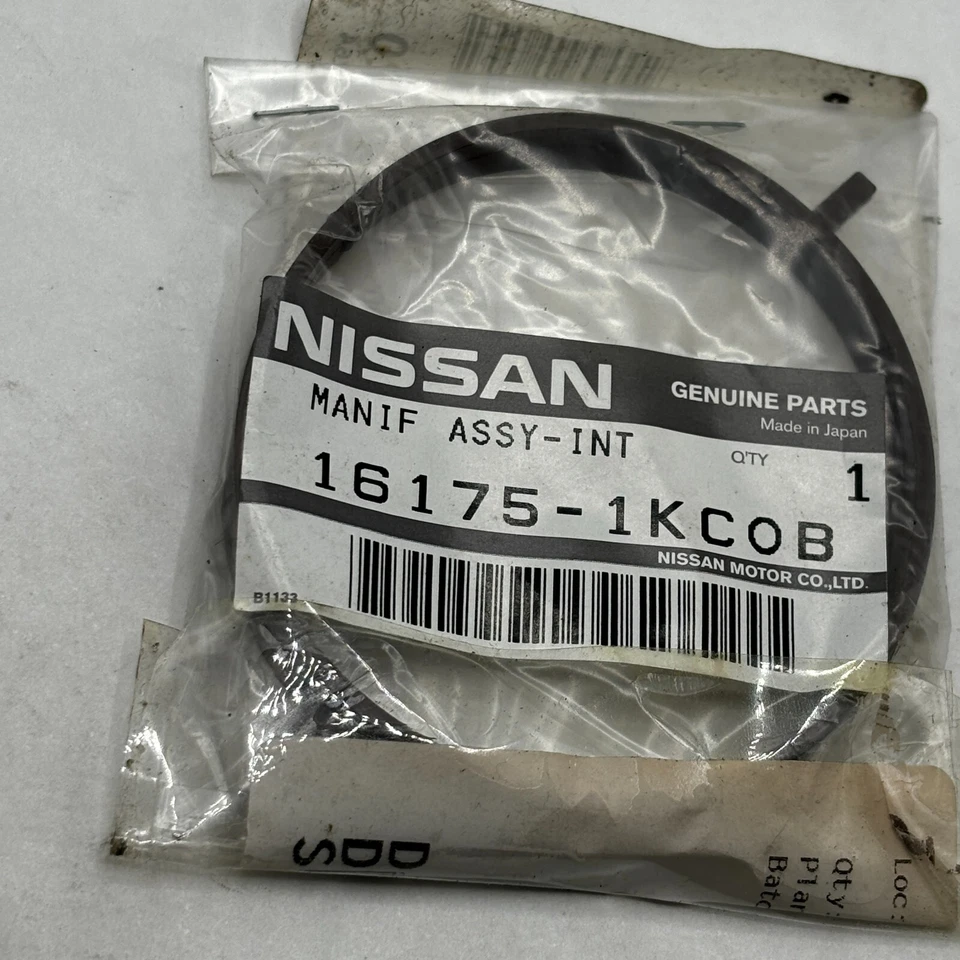 NISSAN
GENUINE PARTS
Made in Japan
MANIF ASSY-INT
Q'TY
1
16175-1KC0B
NISSAN MOTOR CO.,LTD.
B1133
DDS
Loc:
Qty:
Plan
Batc